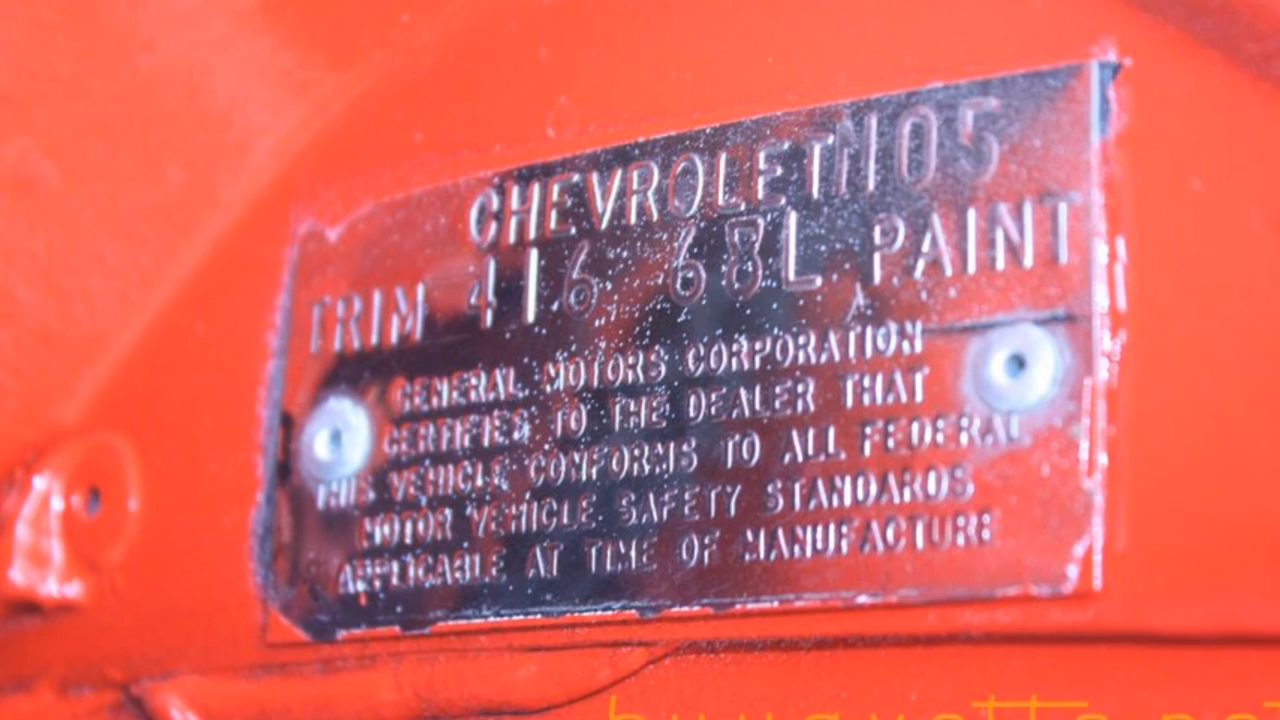 CHEVROLET N05
TRIM 416 68L PAINT
GENERAL MOTORS CORPORATION
CERTIFIES TO THE DEALER THAT
THIS VEHICLE CONFORMS TO ALL FEDERAL
MOTOR VEHICLE SAFETY STANDARDS
APPLICABLE AT TIME OF MANUFACTURE